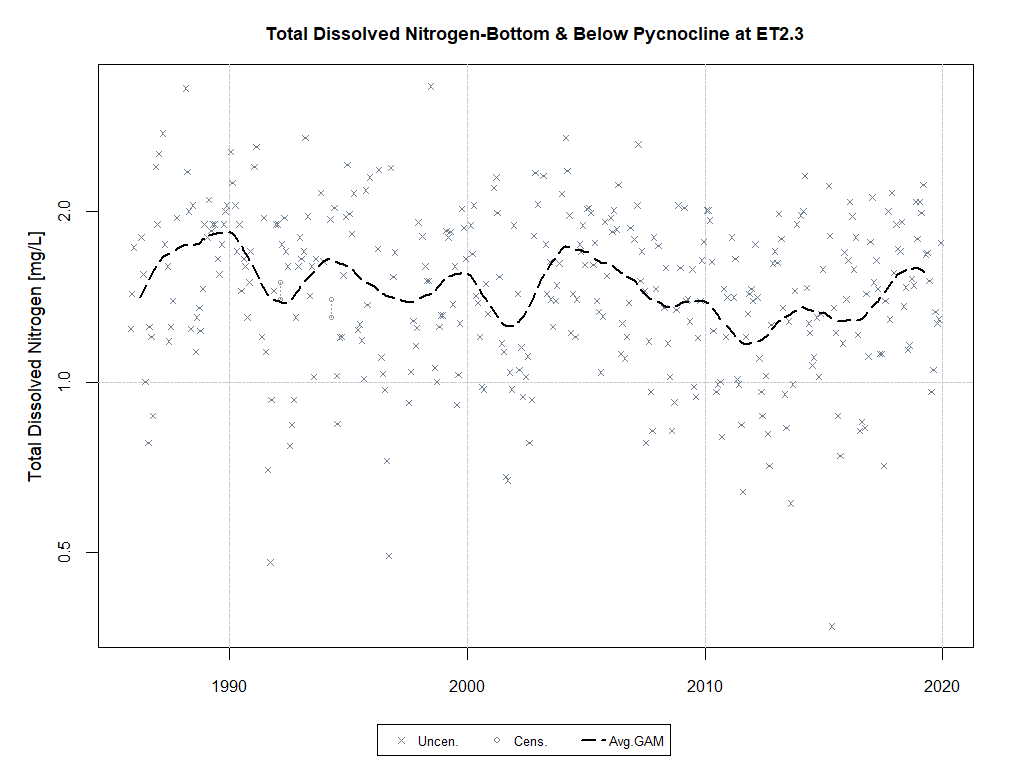 Total Dissolved Nitrogen-Bottom & Below Pycnocline at ET2.3
Total Dissolved Nitrogen [mg/L]
2.0
1.0
0.5
1990 2000 2010 2020
Uncen. Cens. Avg.GAM